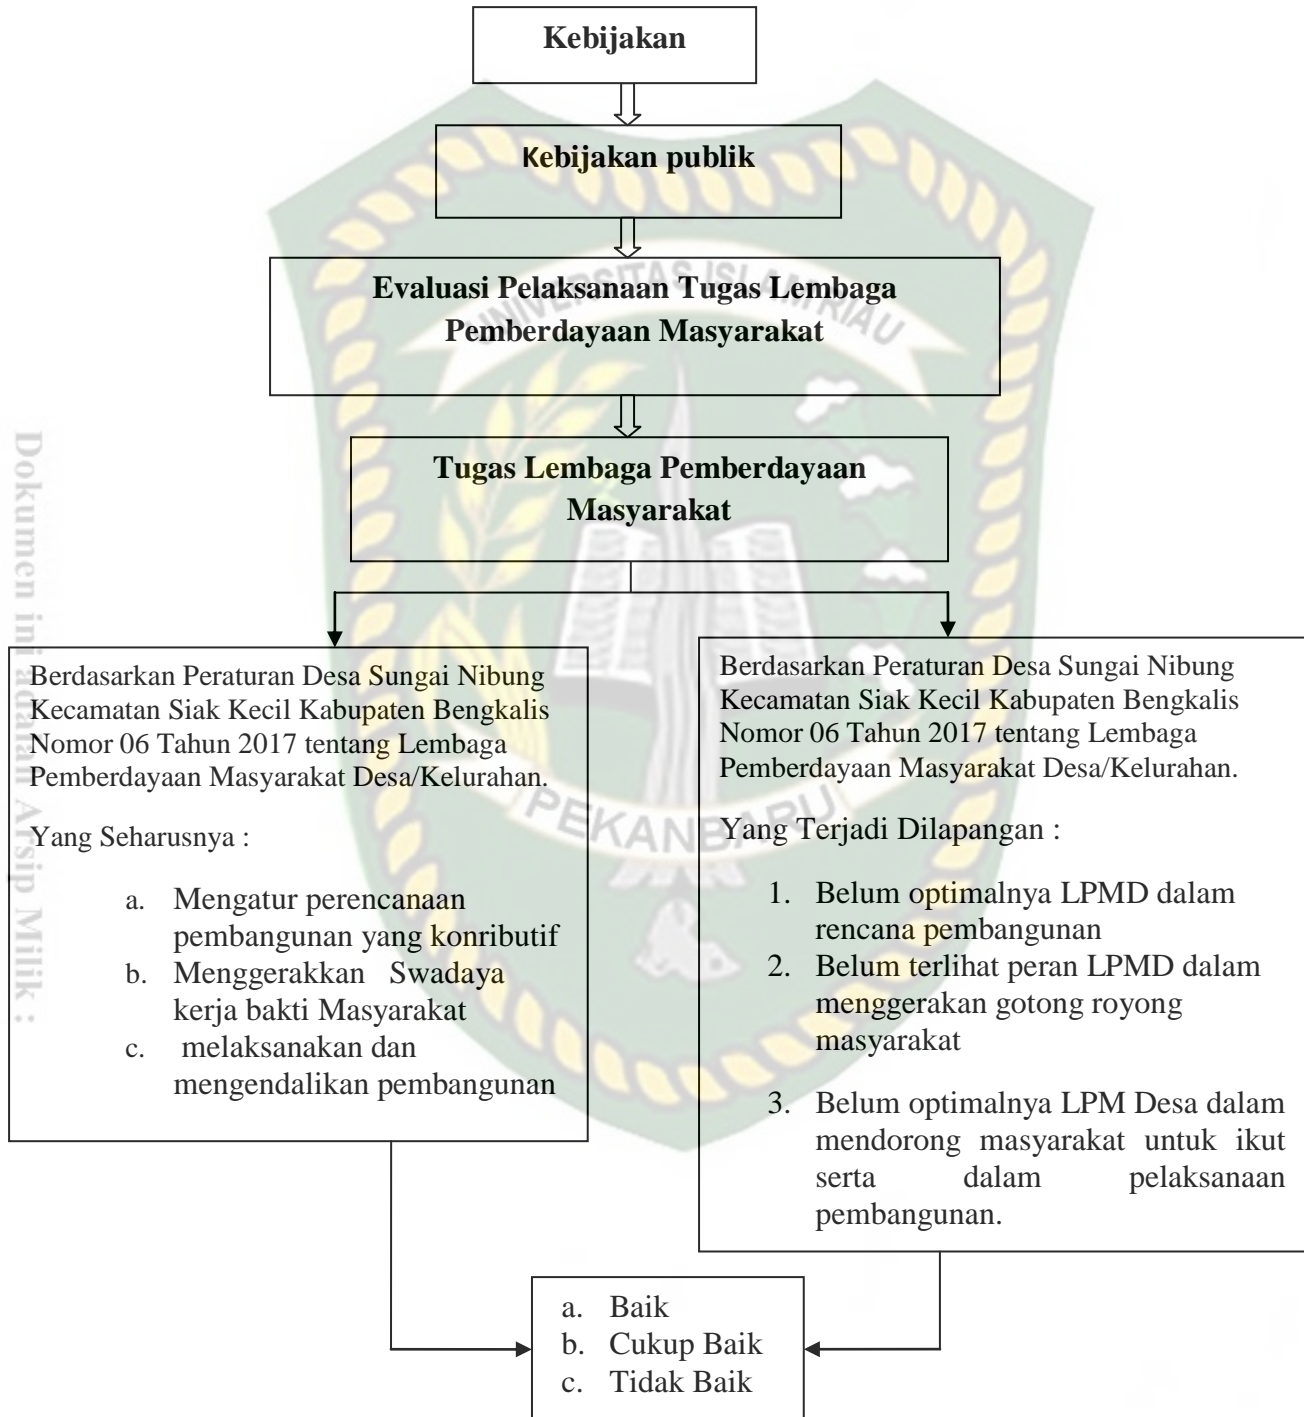 Kebijakan
Kebijakan publik
Evaluasi Pelaksanaan Tugas Lembaga
Pemberdayaan Masyarakat
UNIVERSITAS ISLAM RIAU
Tugas Lembaga Pemberdayaan
Masyarakat
Dokumen ini adalah Arsip Milik :
Berdasarkan Peraturan Desa Sungai Nibung
Kecamatan Siak Kecil Kabupaten Bengkalis
Nomor 06 Tahun 2017 tentang Lembaga
Pemberdayaan Masyarakat Desa/Kelurahan.
Yang Seharusnya :
a. Mengatur perencanaan
pembangunan yang konributif
b. Menggerakkan Swadaya
kerja bakti Masyarakat
c. melaksanakan dan
mengendalikan pembangunan
Berdasarkan Peraturan Desa Sungai Nibung
Kecamatan Siak Kecil Kabupaten Bengkalis
Nomor 06 Tahun 2017 tentang Lembaga
Pemberdayaan Masyarakat Desa/Kelurahan.
Yang Terjadi Dilapangan :
1. Belum optimalnya LPMD dalam
rencana pembangunan
2. Belum terlihat peran LPMD dalam
menggerakan gotong royong
masyarakat
3. Belum optimalnya LPM Desa dalam
mendorong masyarakat untuk ikut
serta dalam pelaksanaan
pembangunan.
PEKANBARU
a. Baik
b. Cukup Baik
c. Tidak Baik